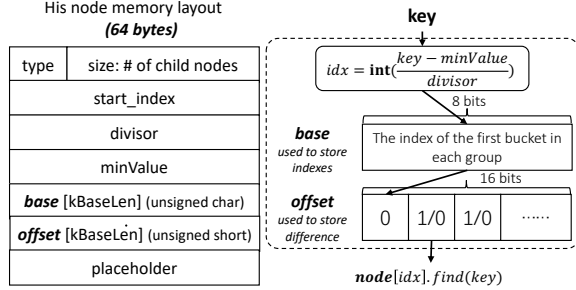 His node memory layout
(64 bytes)
type
size: # of child nodes
start_index
divisor
minValue
base [kBaseLen] (unsigned char)
offset [kBaseLen] (unsigned short)
placeholder
key
idx = int(key − minValue / divisor)
8 bits
base
used to store
indexes
The index of the first bucket in
each group
16 bits
offset
used to store
difference
0
1/0
1/0
······
node[idx].find(key)